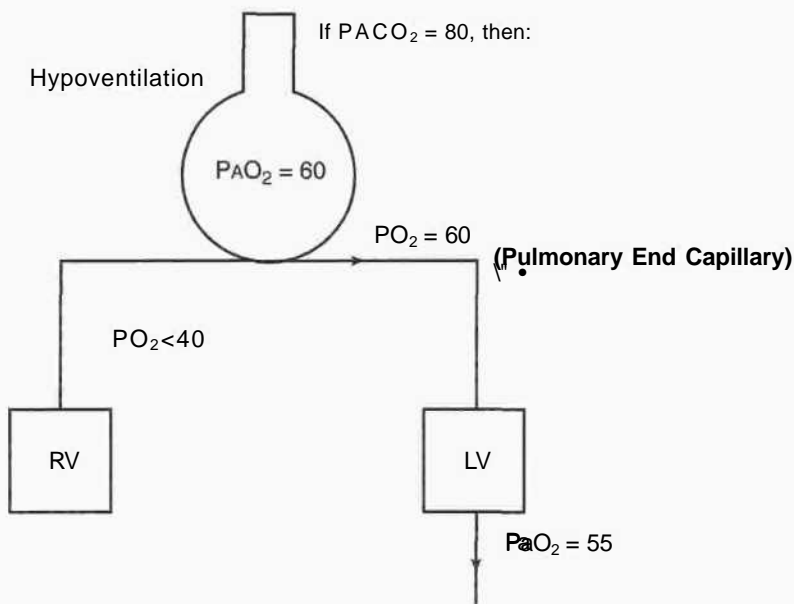 If PACO₂ = 80, then:
Hypoventilation
PAO₂ = 60
PO₂ = 60
(Pulmonary End Capillary)
PO₂<40
RV
LV
PaO₂ = 55